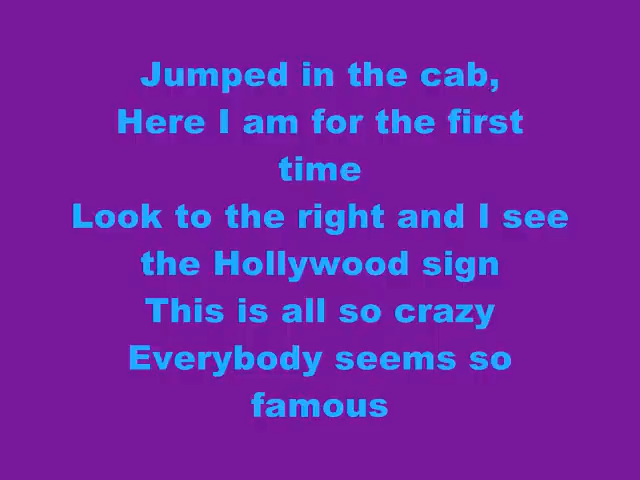 Jumped in the cab,
Here I am for the first
time
Look to the right and I see
the Hollywood sign
This is all so crazy
Everybody seems so
famous